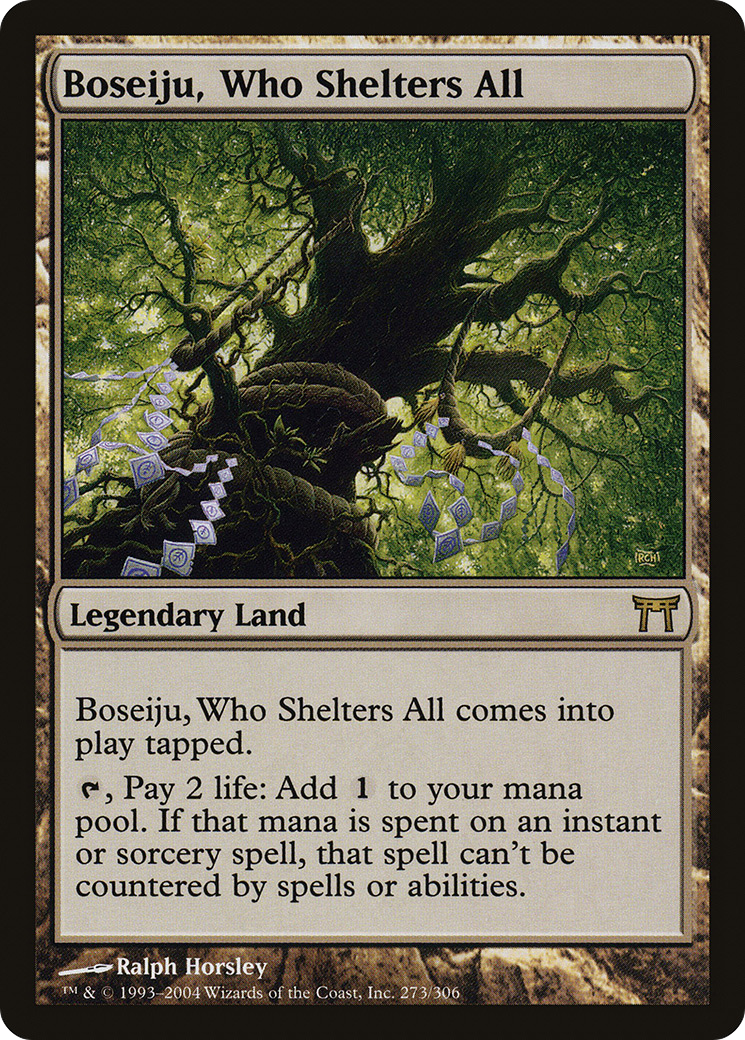 Boseiju, Who Shelters All
RCH
Legendary Land
Boseiju, Who Shelters All comes into
play tapped.
, Pay 2 life: Add 1 to your mana
pool. If that mana is spent on an instant
or sorcery spell, that spell can't be
countered by spells or abilities.
Ralph Horsley
™ & © 1993–2004 Wizards of the Coast, Inc. 273/306